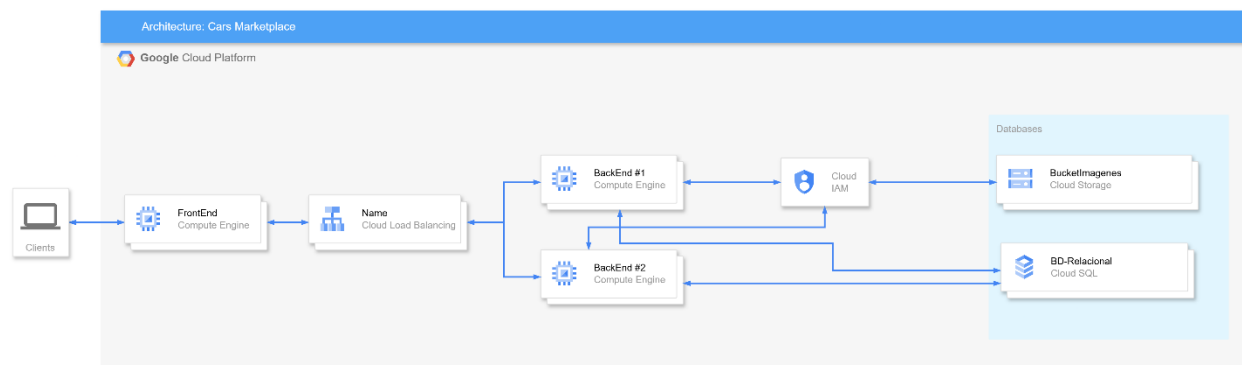 Architecture: Cars Marketplace
Google Cloud Platform
Clients
FrontEnd
Compute Engine
Name
Cloud Load Balancing
BackEnd #1
Compute Engine
BackEnd #2
Compute Engine
Cloud
IAM
Databases
BucketImagenes
Cloud Storage
BD-Relacional
Cloud SQL